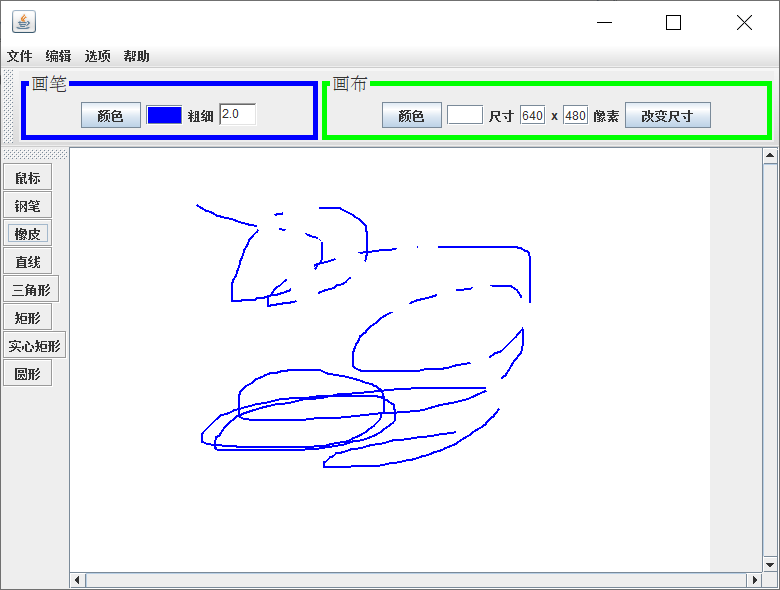 文件 编辑 选项 帮助
画笔 画布
颜色 粗细 2.0 颜色 尺寸 640 x 480 像素 改变尺寸
鼠标
钢笔
橡皮
直线
三角形
矩形
实心矩形
圆形